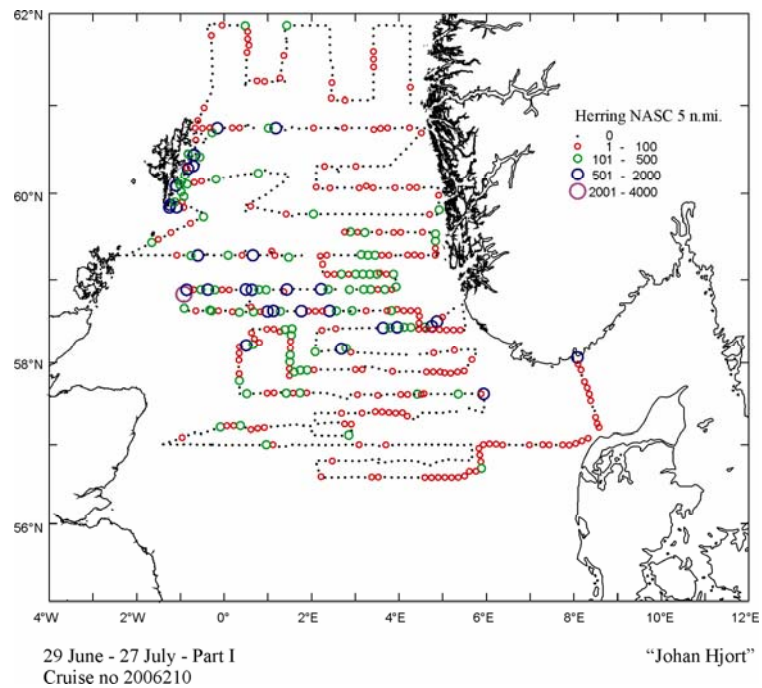 62°N
60°N
58°N
56°N
Herring NASC 5 n.mi.
0
1 - 100
101 - 500
501 - 2000
2001 - 4000
4°W 2°W 0° 2°E 4°E 6°E 8°E 10°E 12°E
29 June - 27 July - Part I
Cruise no 2006210
“Johan Hjort”